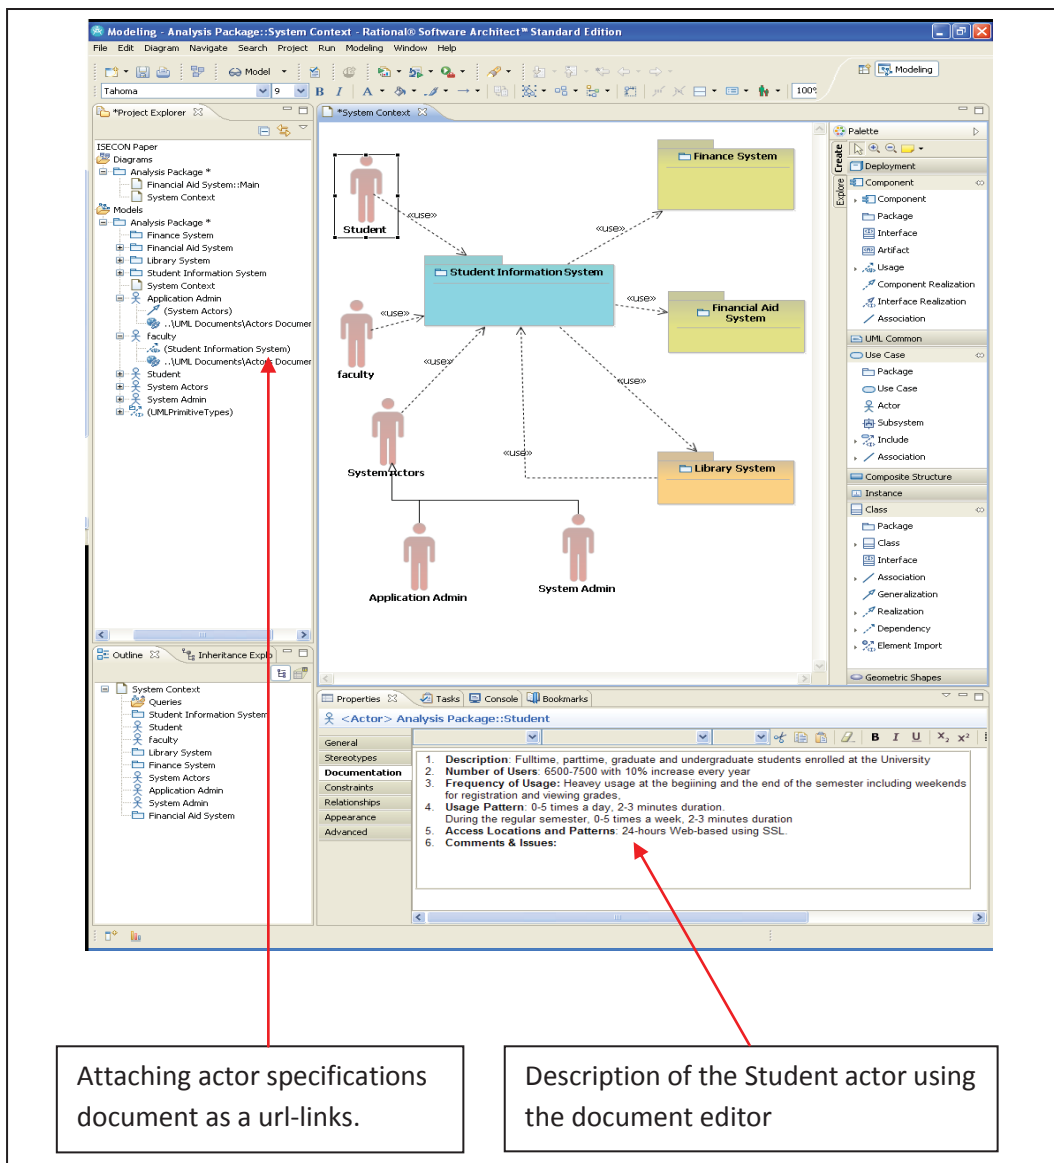 Modeling - Analysis Package::System Context - Rational® Software Architect™ Standard Edition
File Edit Diagram Navigate Search Project Run Modeling Window Help
Model
Modeling
Tahoma 9 B I A 100%
*Project Explorer
ISECON Paper
Diagrams
Analysis Package *
Financial Aid System::Main
System Context
Models
Analysis Package *
Finance System
Financial Aid System
Library System
Student Information System
System Context
Application Admin
(System Actors)
..\UML Documents\Actors Documer
faculty
(Student Information System)
..\UML Documents\Actors Documer
Student
System Actors
System Admin
(UMLPrimitiveTypes)
*System Context
Student
«use»
Finance System
«use»
Student Information System
«use»
Financial Aid
System
«use»
faculty
«use»
«use»
System Actors
«use»
Library System
Application Admin
System Admin
Palette
Create
Explore
Deployment
Component
Component
Package
Interface
Artifact
Usage
Component Realization
Interface Realization
Association
UML Common
Use Case
Package
Use Case
Actor
Subsystem
Include
Association
Composite Structure
Instance
Class
Package
Class
Interface
Association
Generalization
Realization
Dependency
Element Import
Geometric Shapes
Outline Inheritance Explo
System Context
Queries
Student Information System
Student
faculty
Library System
Finance System
System Actors
Application Admin
System Admin
Financial Aid System
Properties Tasks Console Bookmarks
<Actor> Analysis Package::Student
General
Stereotypes
Documentation
Constraints
Relationships
Appearance
Advanced
B I U X₂ X²
1. Description: Fulltime, parttime, graduate and undergraduate students enrolled at the University
2. Number of Users: 6500-7500 with 10% increase every year
3. Frequency of Usage: Heavey usage at the begiining and the end of the semester including weekends
for registration and viewing grades,
4. Usage Pattern: 0-5 times a day, 2-3 minutes duration.
During the regular semester, 0-5 times a week, 2-3 minutes duration
5. Access Locations and Patterns: 24-hours Web-based using SSL.
6. Comments & Issues:
Attaching actor specifications
document as a url-links.
Description of the Student actor using
the document editor